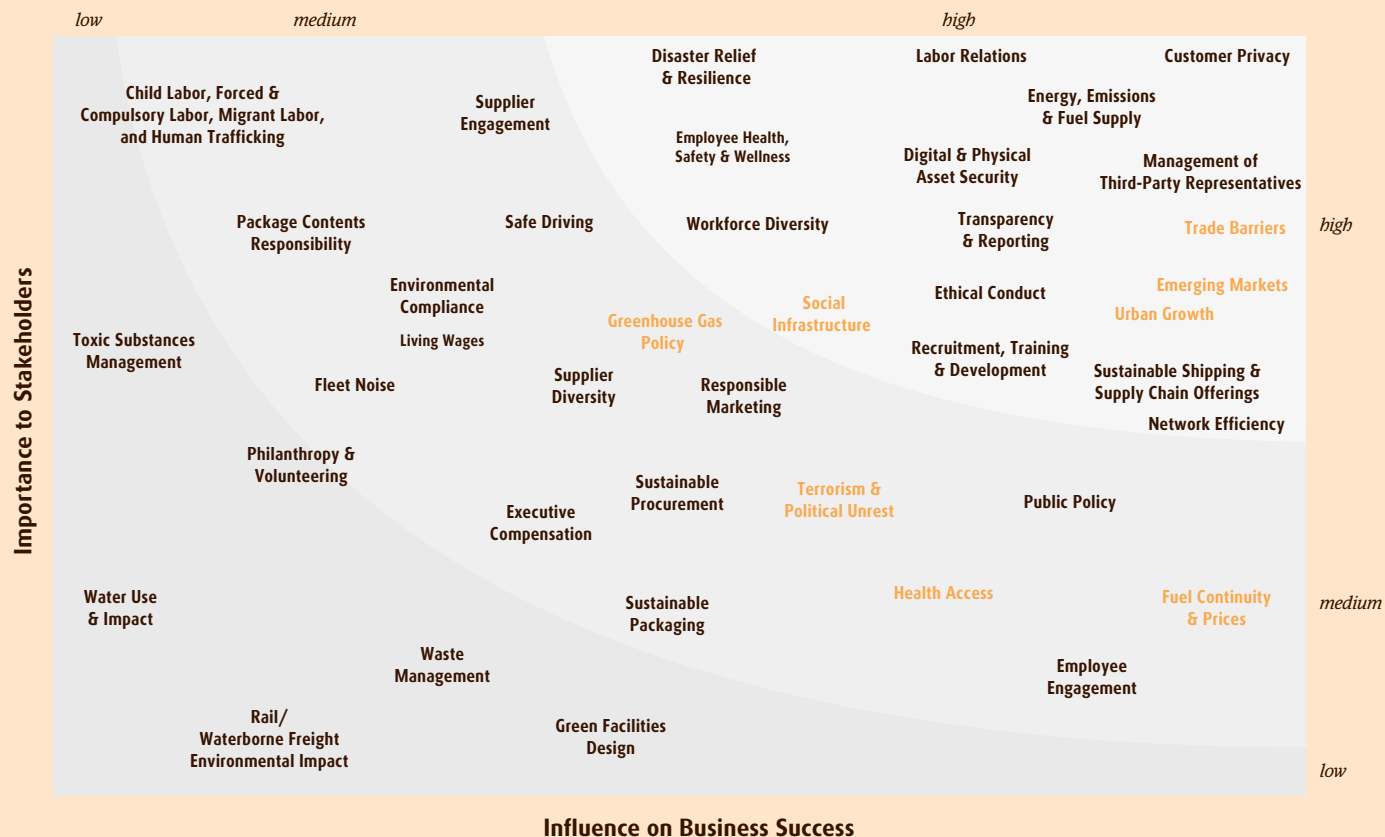 low
medium
high
Disaster Relief
& Resilience
Labor Relations
Customer Privacy
Child Labor, Forced &
Compulsory Labor, Migrant Labor,
and Human Trafficking
Supplier
Engagement
Energy, Emissions
& Fuel Supply
Employee Health,
Safety & Wellness
Digital & Physical
Asset Security
Management of
Third-Party Representatives
Package Contents
Responsibility
Safe Driving
Workforce Diversity
Transparency
& Reporting
Trade Barriers
high
Environmental
Compliance
Living Wages
Greenhouse Gas
Policy
Social
Infrastructure
Ethical Conduct
Emerging Markets
Urban Growth
Toxic Substances
Management
Fleet Noise
Supplier
Diversity
Responsible
Marketing
Recruitment, Training
& Development
Sustainable Shipping &
Supply Chain Offerings
Network Efficiency
Importance to Stakeholders
Philanthropy &
Volunteering
Executive
Compensation
Sustainable
Procurement
Terrorism &
Political Unrest
Public Policy
Water Use
& Impact
Sustainable
Packaging
Health Access
Fuel Continuity
& Prices
medium
Waste
Management
Employee
Engagement
Rail/
Waterborne Freight
Environmental Impact
Green Facilities
Design
low
Influence on Business Success